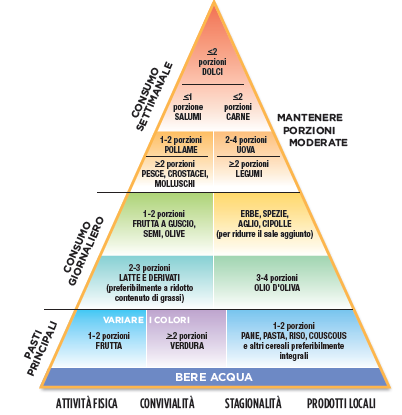 ≤2
porzioni
DOLCI
≤1
porzione
SALUMI
≤2
porzioni
CARNE
CONSUMO
SETTIMANALE
MANTENERE
PORZIONI
MODERATE
1-2 porzioni
POLLAME
2-4 porzioni
UOVA
≥2 porzioni
PESCE, CROSTACEI,
MOLLUSCHI
≥2 porzioni
LEGUMI
CONSUMO
GIORNALIERO
1-2 porzioni
FRUTTA A GUSCIO,
SEMI, OLIVE
ERBE, SPEZIE,
AGLIO, CIPOLLE
(per ridurre il sale aggiunto)
2-3 porzioni
LATTE E DERIVATI
(preferibilmente a ridotto
contenuto di grassi)
3-4 porzioni
OLIO D'OLIVA
PASTI
PRINCIPALI
VARIARE I COLORI
1-2 porzioni
FRUTTA
≥2 porzioni
VERDURA
1-2 porzioni
PANE, PASTA, RISO, COUSCOUS
e altri cereali preferibilmente
integrali
BERE ACQUA
ATTIVITÀ FISICA CONVIVIALITÀ STAGIONALITÀ PRODOTTI LOCALI